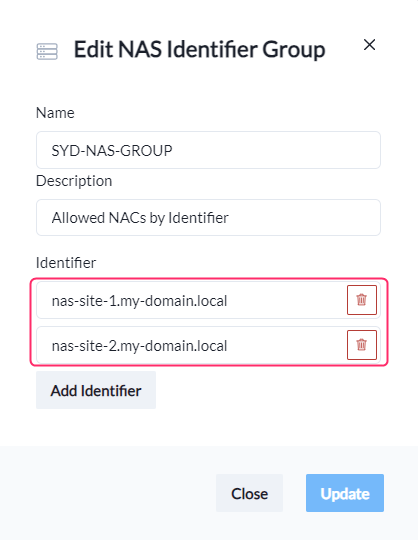 Edit NAS Identifier Group
Name
SYD-NAS-GROUP
Description
Allowed NACs by Identifier
Identifier
nas-site-1.my-domain.local
nas-site-2.my-domain.local
Add Identifier
Close
Update